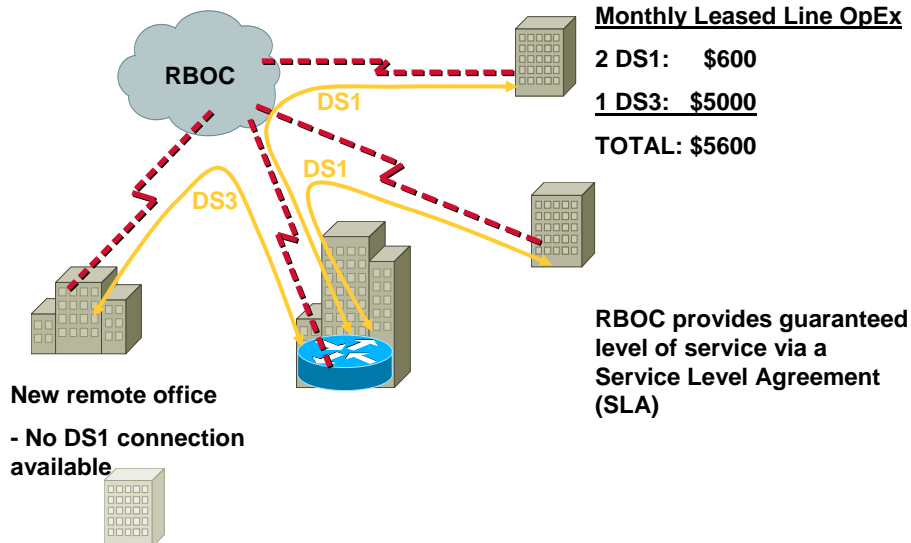 Monthly Leased Line OpEx
2 DS1: $600
1 DS3: $5000
TOTAL: $5600
RBOC
DS1
DS1
DS3
RBOC provides guaranteed
level of service via a
Service Level Agreement
(SLA)
New remote office
- No DS1 connection
available